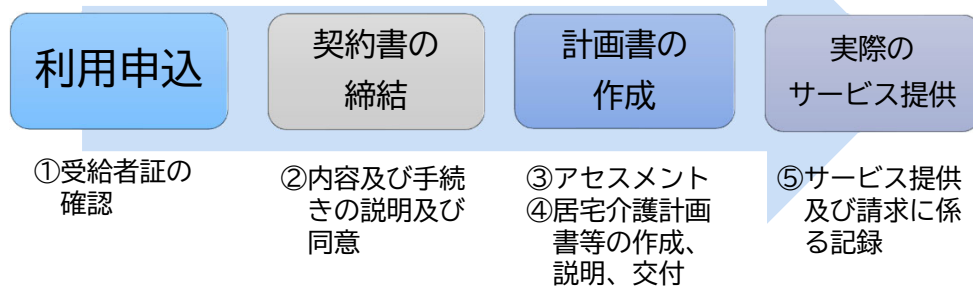 利用申込
契約書の
締結
計画書の
作成
実際の
サービス提供
①受給者証の
確認
②内容及び手続
きの説明及び
同意
③アセスメント
④居宅介護計画
書等の作成、
説明、交付
⑤サービス提供
及び請求に係
る記録